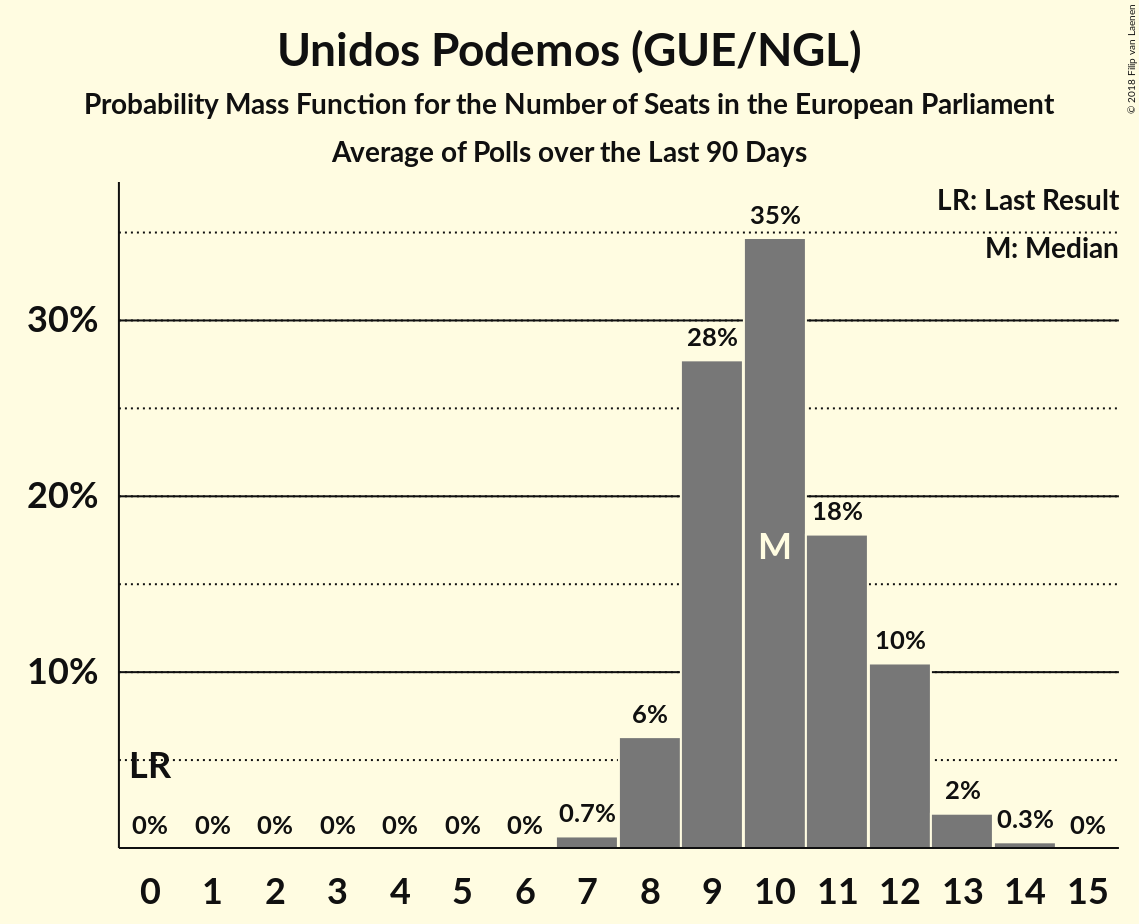 Unidos Podemos (GUE/NGL)
Probability Mass Function for the Number of Seats in the European Parliament
Average of Polls over the Last 90 Days
© 2018 Filip van Laenen
LR: Last Result
M: Median
35%
30%
28%
20%
18%
M
10%
10%
6%
LR
2%
0% 0% 0% 0% 0% 0% 0% 0.7% 0.3% 0%
0 1 2 3 4 5 6 7 8 9 10 11 12 13 14 15